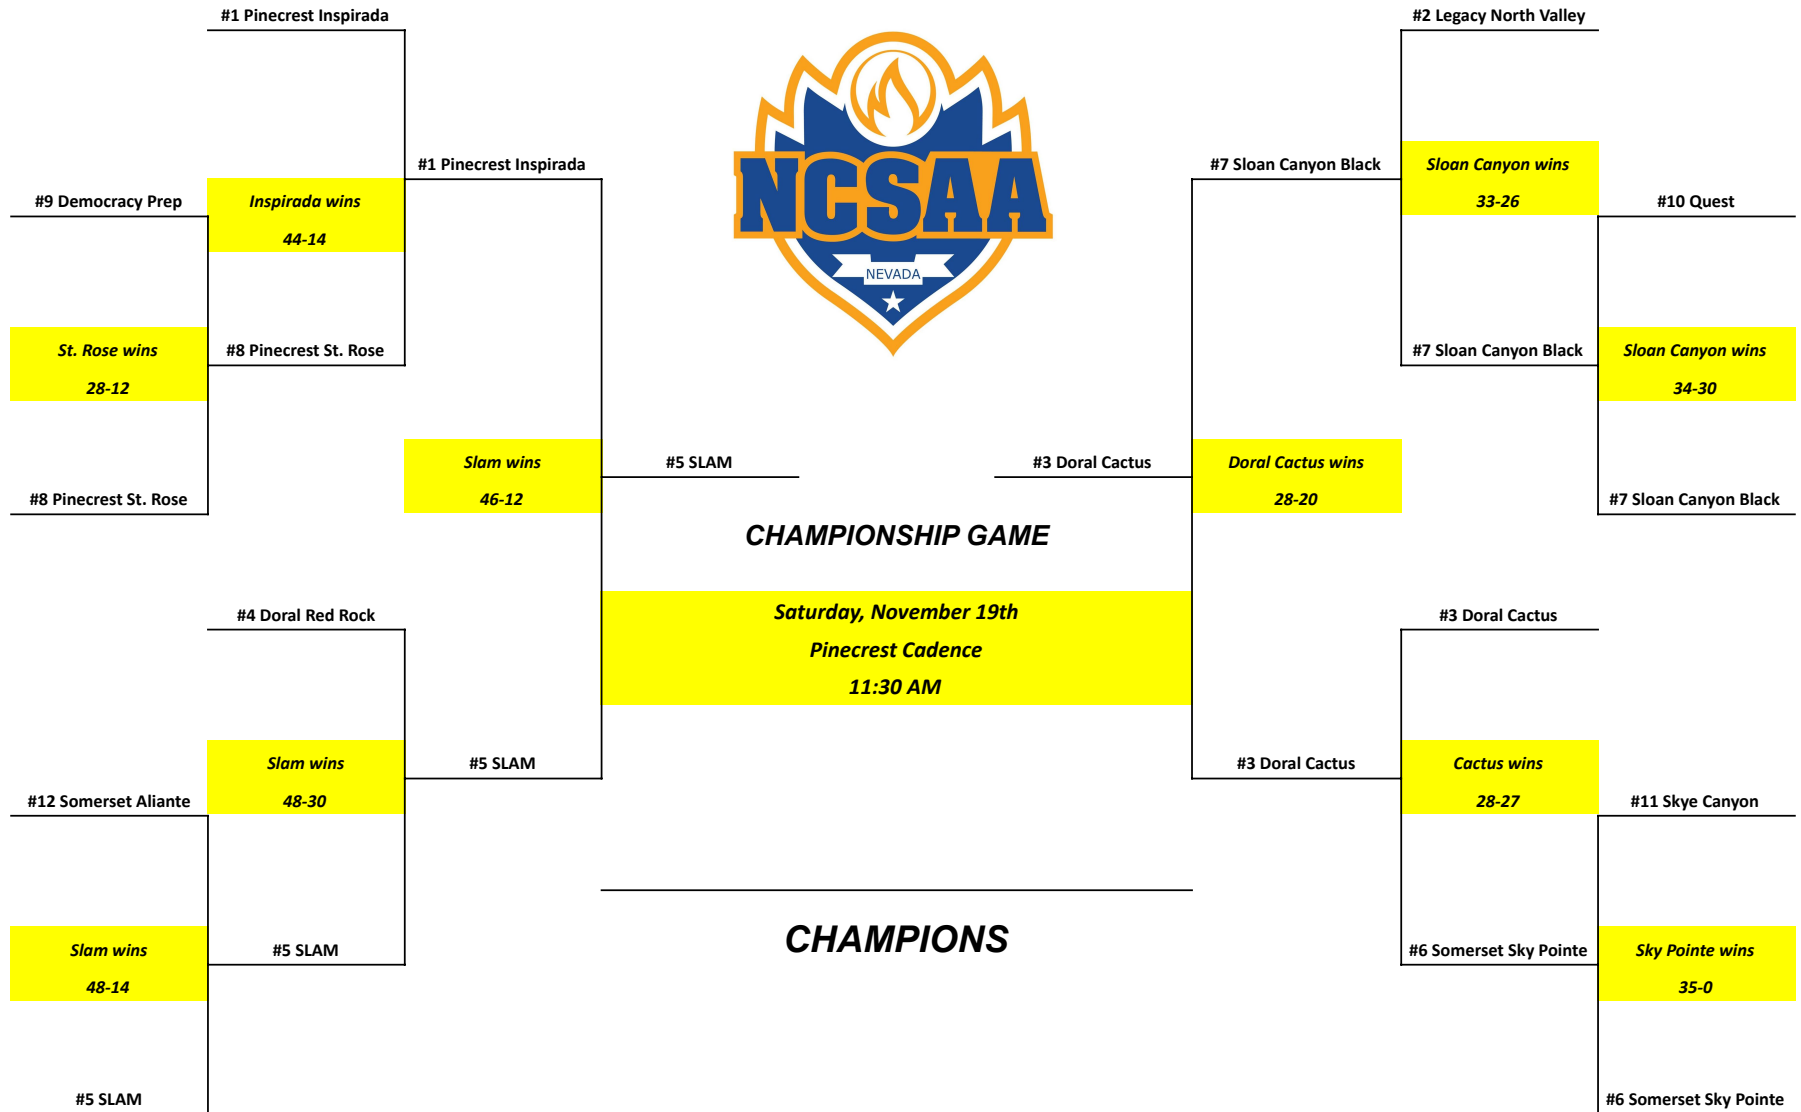 #1 Pinecrest Inspirada
#2 Legacy North Valley
NCSAA
NEVADA
#1 Pinecrest Inspirada
#7 Sloan Canyon Black
Sloan Canyon wins
33-26
#9 Democracy Prep
Inspirada wins
44-14
#10 Quest
St. Rose wins
28-12
#8 Pinecrest St. Rose
#7 Sloan Canyon Black
Sloan Canyon wins
34-30
Slam wins
46-12
#5 SLAM
#3 Doral Cactus
Doral Cactus wins
28-20
#8 Pinecrest St. Rose
#7 Sloan Canyon Black
CHAMPIONSHIP GAME
Saturday, November 19th
Pinecrest Cadence
11:30 AM
#4 Doral Red Rock
#3 Doral Cactus
Slam wins
48-30
#5 SLAM
#3 Doral Cactus
Cactus wins
28-27
#12 Somerset Aliante
#11 Skye Canyon
CHAMPIONS
Slam wins
48-14
#5 SLAM
#6 Somerset Sky Pointe
Sky Pointe wins
35-0
#5 SLAM
#6 Somerset Sky Pointe